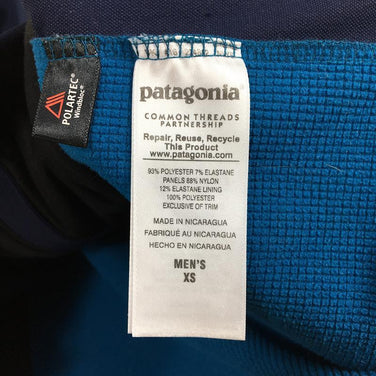 POLARTEC®
Windbloc®
patagonia®
COMMON THREADS
PARTNERSHIP
Repair, Reuse, Recycle
This Product
www.patagonia.com
93% POLYESTER 7% ELASTANE
PANELS 88% NYLON
12% ELASTANE LINING
100% POLYESTER
EXCLUSIVE OF TRIM
MADE IN NICARAGUA
FABRIQUÉ AU NICARAGUA
HECHO EN NICARAGUA
MEN'S
XS